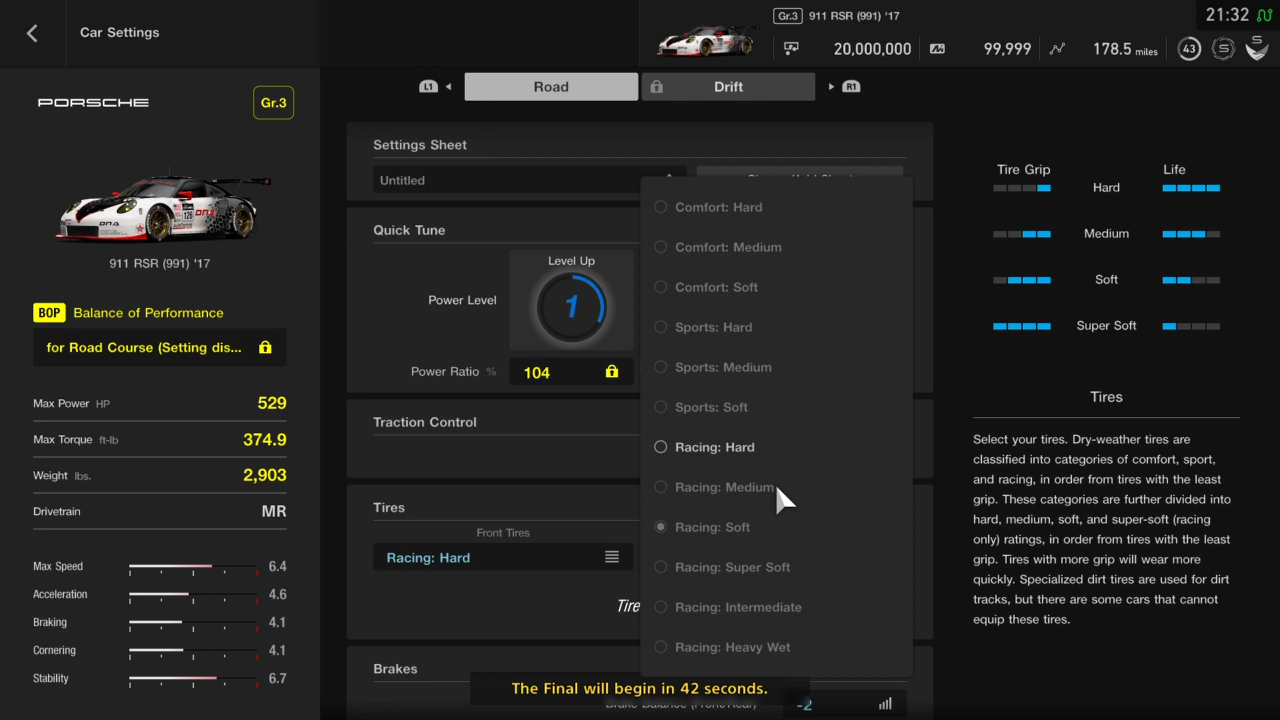 Car Settings
Gr.3 911 RSR (991) '17
21:32
20,000,000
99,999
178.5 miles
43
S
S
PORSCHE
Gr.3
911 RSR (991) '17
BOP Balance of Performance
for Road Course (Setting dis...
Max Power HP 529
Max Torque ft-lb 374.9
Weight lbs. 2,903
Drivetrain MR
Max Speed 6.4
Acceleration 4.6
Braking 4.1
Cornering 4.1
Stability 6.7
L1 Road Drift R1
Settings Sheet
Untitled
Quick Tune
Level Up
Power Level 1
Power Ratio % 104
Traction Control
Tires
Front Tires
Racing: Hard
Tire
Brakes
Brake Balance (Front/Rear) -2
Comfort: Hard
Comfort: Medium
Comfort: Soft
Sports: Hard
Sports: Medium
Sports: Soft
Racing: Hard
Racing: Medium
Racing: Soft
Racing: Super Soft
Racing: Intermediate
Racing: Heavy Wet
The Final will begin in 42 seconds.
Tire Grip Life
Hard
Medium
Soft
Super Soft
Tires
Select your tires. Dry-weather tires are
classified into categories of comfort, sport,
and racing, in order from tires with the least
grip. These categories are further divided into
hard, medium, soft, and super-soft (racing
only) ratings, in order from tires with the least
grip. Tires with more grip will wear more
quickly. Specialized dirt tires are used for dirt
tracks, but there are some cars that cannot
equip these tires.